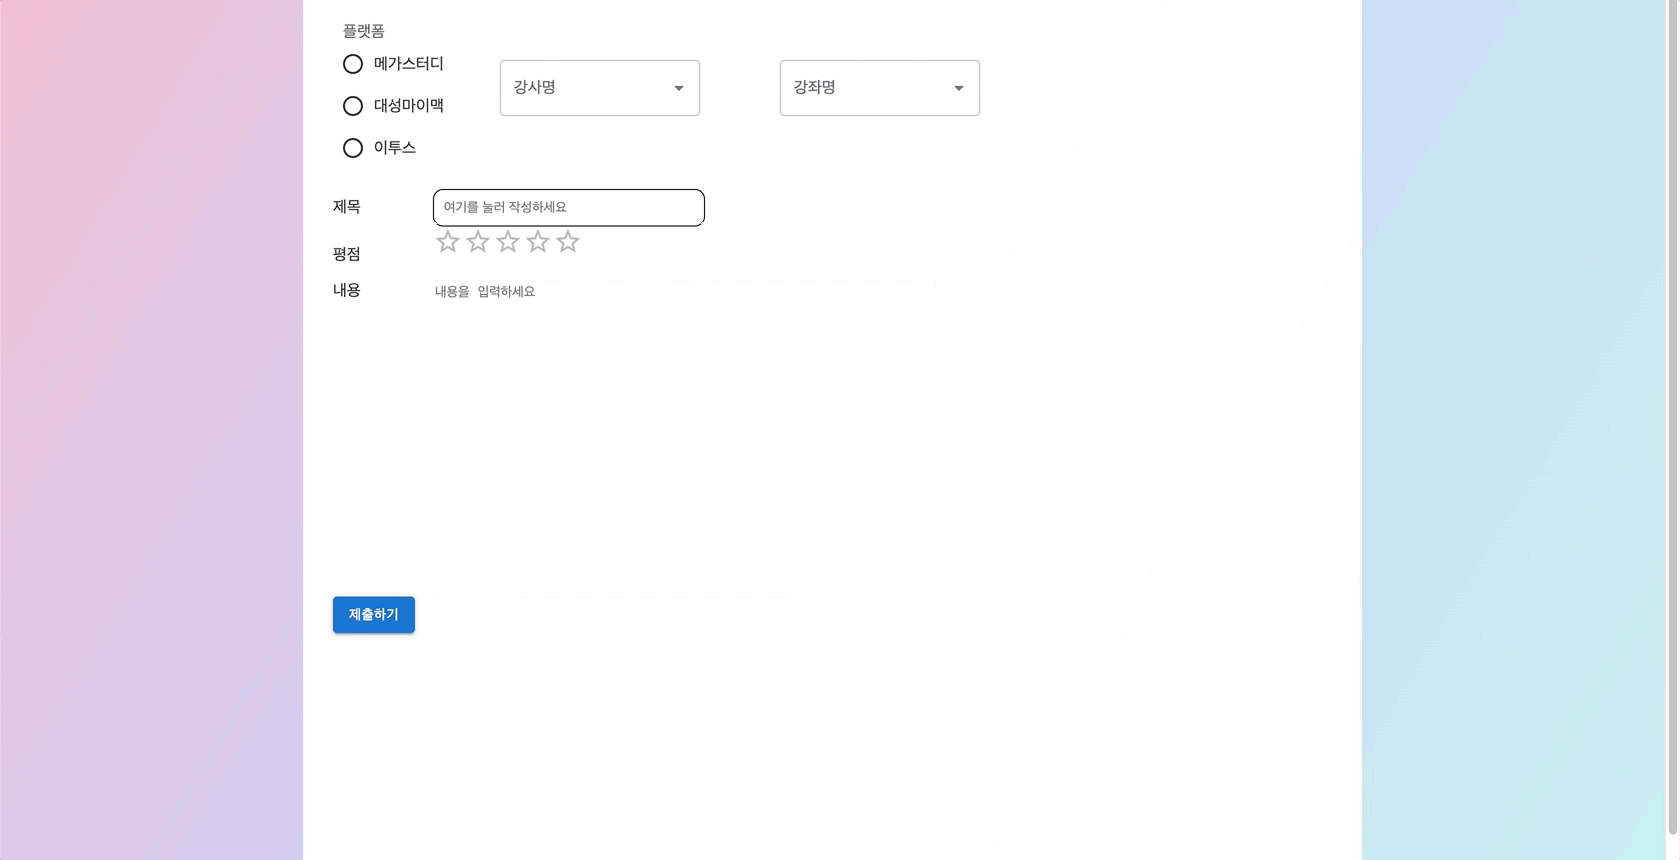 플랫폼
메가스터디
강사명
강좌명
대성마이맥
이투스
제목
여기를 눌러 작성하세요
평점
내용
내용을 입력하세요
제출하기